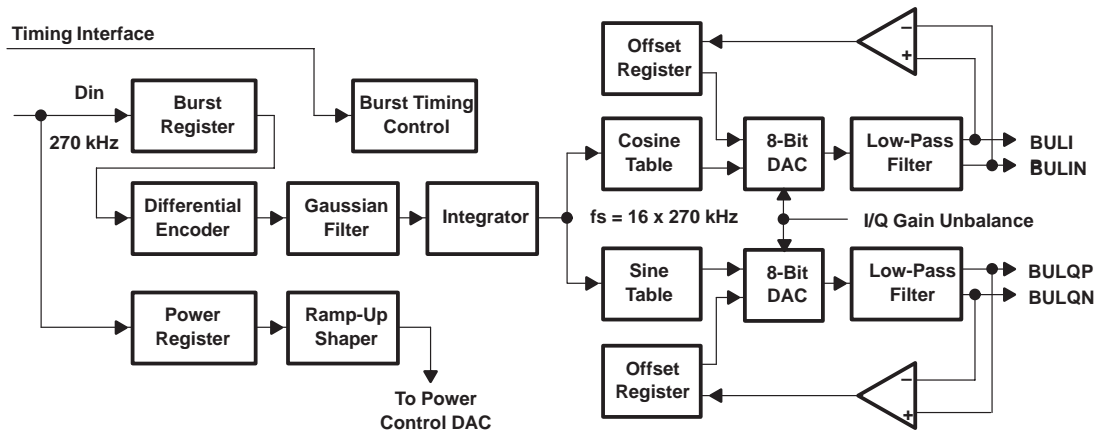 Timing Interface
Din
270 kHz
Burst
Register
Burst Timing
Control
Differential
Encoder
Gaussian
Filter
Integrator
Power
Register
Ramp-Up
Shaper
To Power
Control DAC
fs = 16 x 270 kHz
Offset
Register
Cosine
Table
8-Bit
DAC
Low-Pass
Filter
–
+
BULI
BULIN
I/Q Gain Unbalance
Sine
Table
8-Bit
DAC
Low-Pass
Filter
BULQP
BULQN
Offset
Register
–
+